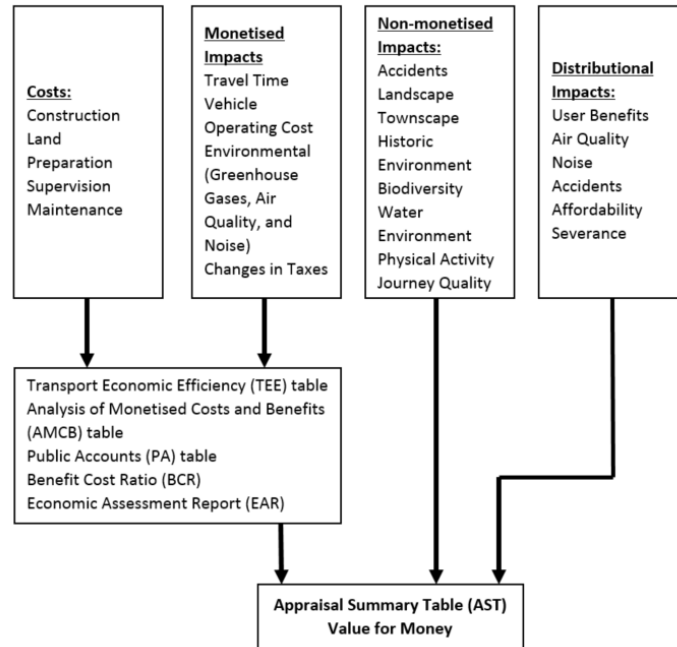 Costs:
Construction
Land
Preparation
Supervision
Maintenance
Monetised
Impacts
Travel Time
Vehicle
Operating Cost
Environmental
(Greenhouse
Gases, Air
Quality, and
Noise)
Changes in Taxes
Non-monetised
Impacts:
Accidents
Landscape
Townscape
Historic
Environment
Biodiversity
Water
Environment
Physical Activity
Journey Quality
Distributional
Impacts:
User Benefits
Air Quality
Noise
Accidents
Affordability
Severance
Transport Economic Efficiency (TEE) table
Analysis of Monetised Costs and Benefits
(AMCB) table
Public Accounts (PA) table
Benefit Cost Ratio (BCR)
Economic Assessment Report (EAR)
Appraisal Summary Table (AST)
Value for Money